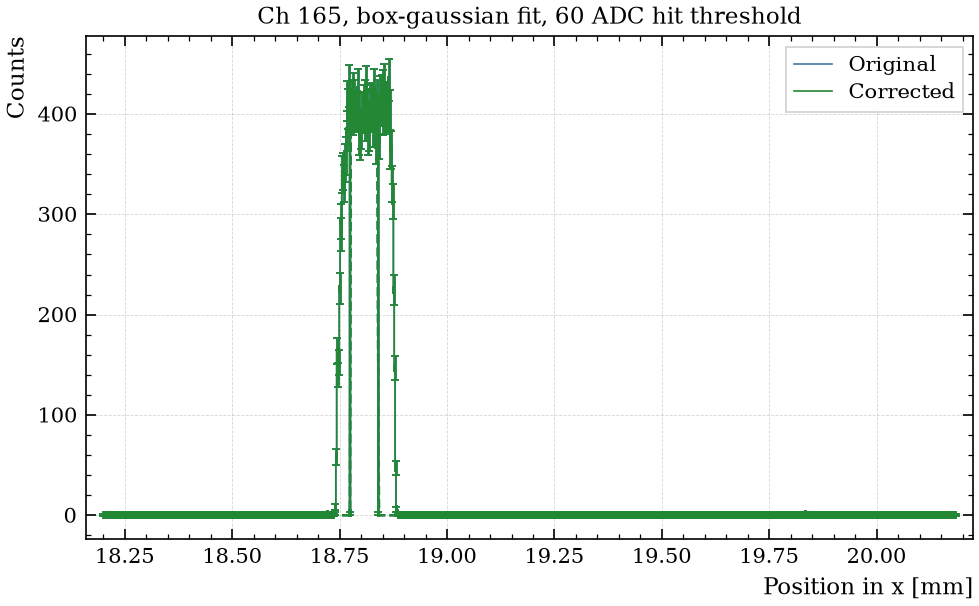 Ch 165, box-gaussian fit, 60 ADC hit threshold
Counts
Original
Corrected
400
300
200
100
0
18.25 18.50 18.75 19.00 19.25 19.50 19.75 20.00
Position in x [mm]